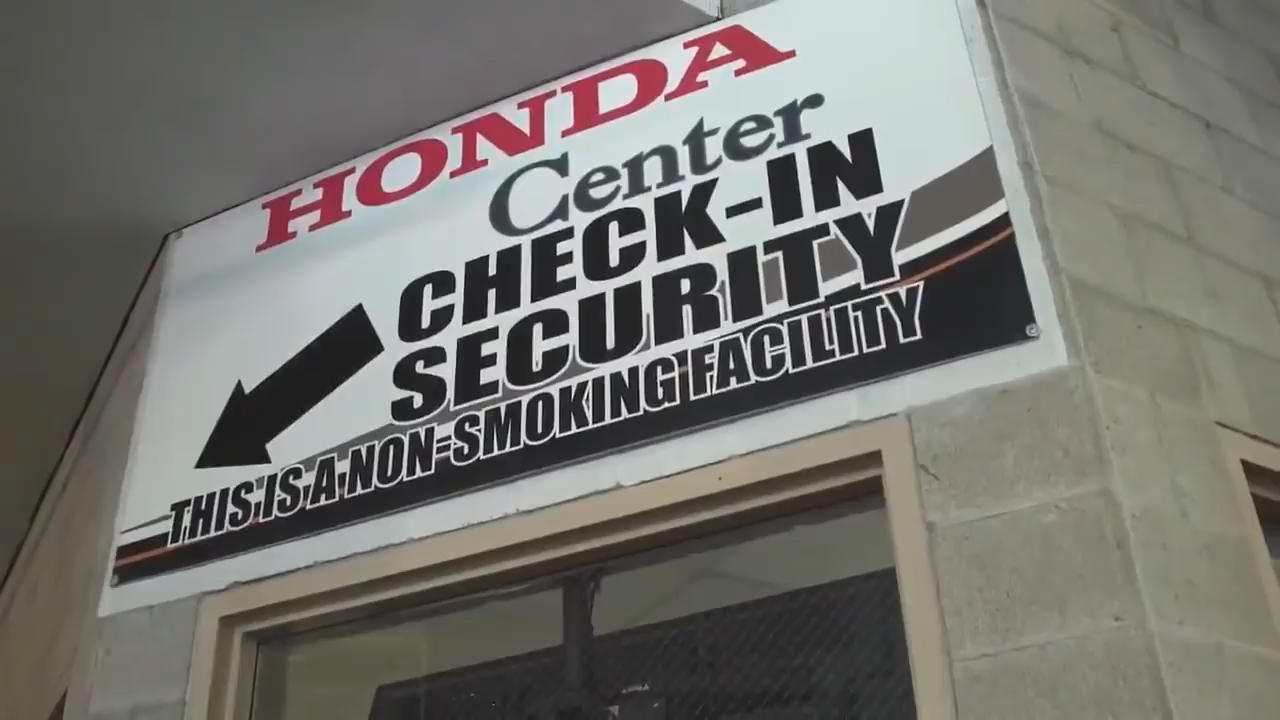 HONDA
Center
CHECK-IN
SECURITY
THIS IS A NON-SMOKING FACILITY